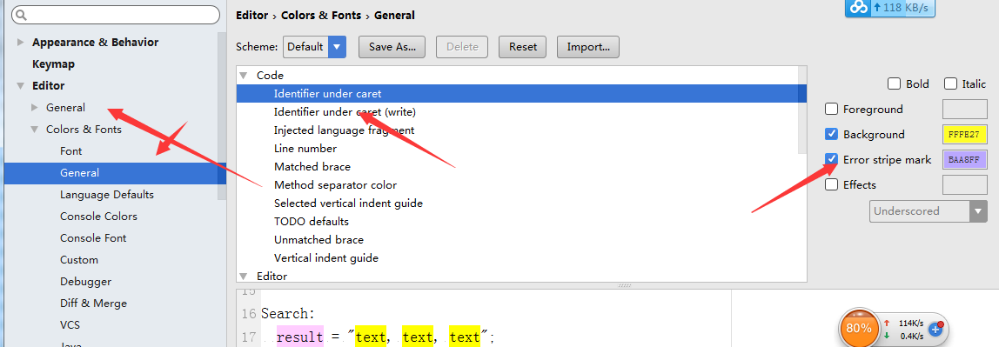 Editor › Colors & Fonts › General
118 KB/s
Appearance & Behavior
Keymap
Editor
General
Colors & Fonts
Font
General
Language Defaults
Console Colors
Console Font
Custom
Debugger
Diff & Merge
VCS
Java
Scheme: Default Save As... Delete Reset Import...
Code
Identifier under caret
Identifier under caret (write)
Injected language fragment
Line number
Matched brace
Method separator color
Selected vertical indent guide
TODO defaults
Unmatched brace
Vertical indent guide
Editor
Bold Italic
Foreground
Background FFFE27
Error stripe mark BAA8FF
Effects
Underscored
15
16 Search:
17 result = "text, text, text";
80% 114K/s
0.4K/s